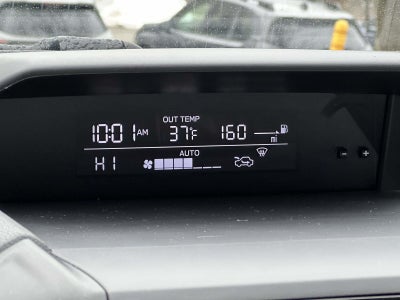 OUT TEMP
10:01 AM 37°F 160 mi
AUTO
HI
- +